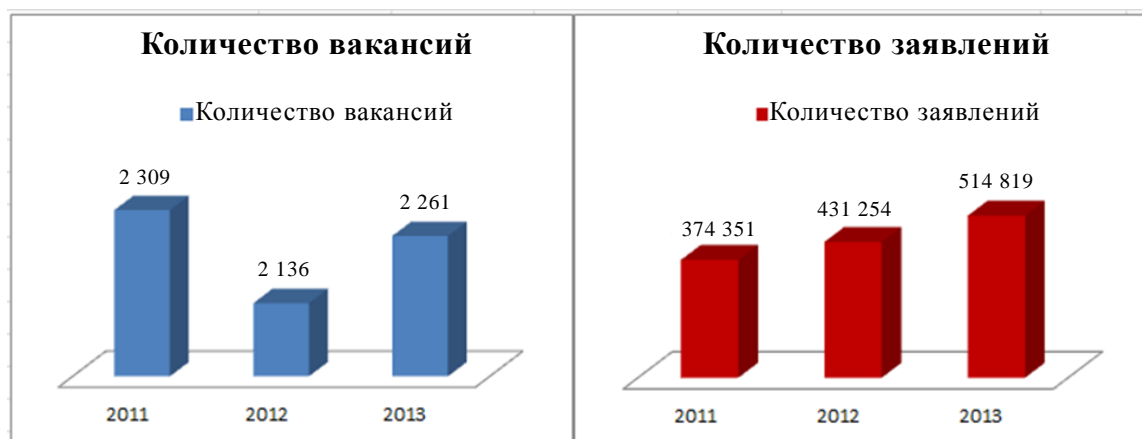 Количество вакансий
Количество вакансий
2 309
2 136
2 261
2011 2012 2013
Количество заявлений
Количество заявлений
374 351
431 254
514 819
2011 2012 2013